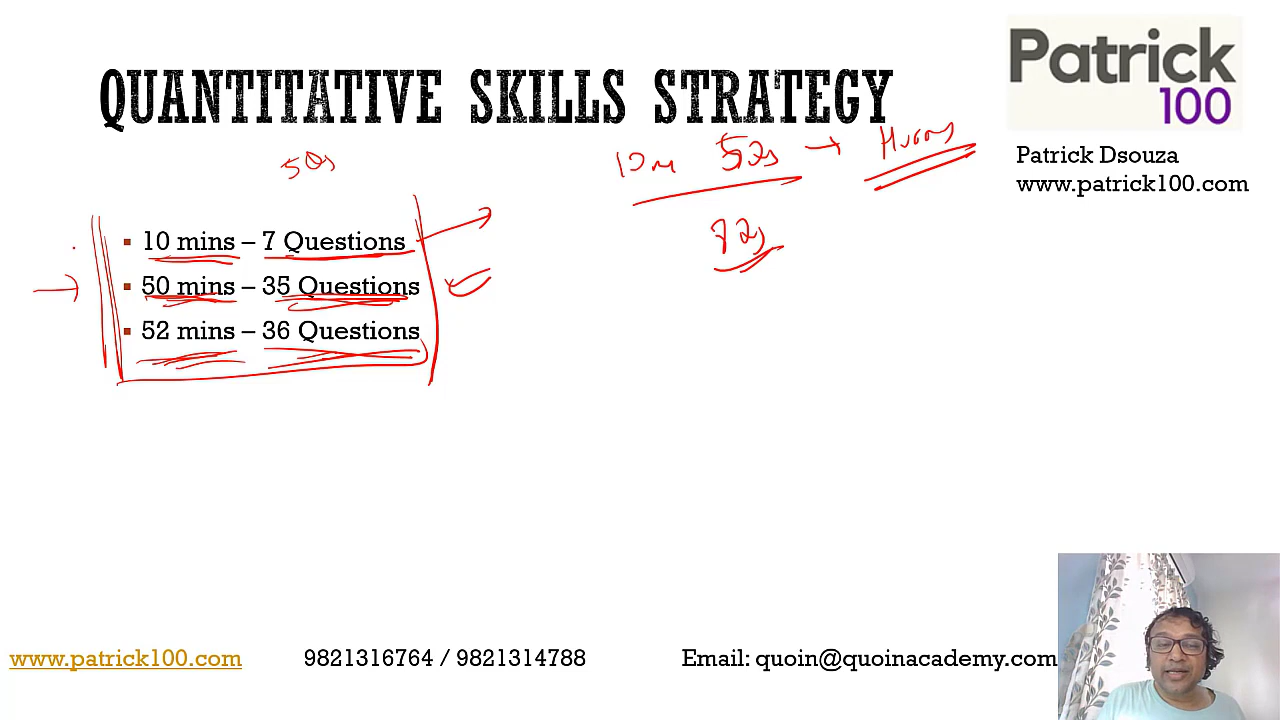 Patrick
100
QUANTITATIVE SKILLS STRATEGY
Patrick Dsouza
www.patrick100.com
▪ 10 mins – 7 Questions
▪ 50 mins – 35 Questions
▪ 52 mins – 36 Questions
www.patrick100.com 9821316764 / 9821314788 Email: quoin@quoinacademy.com